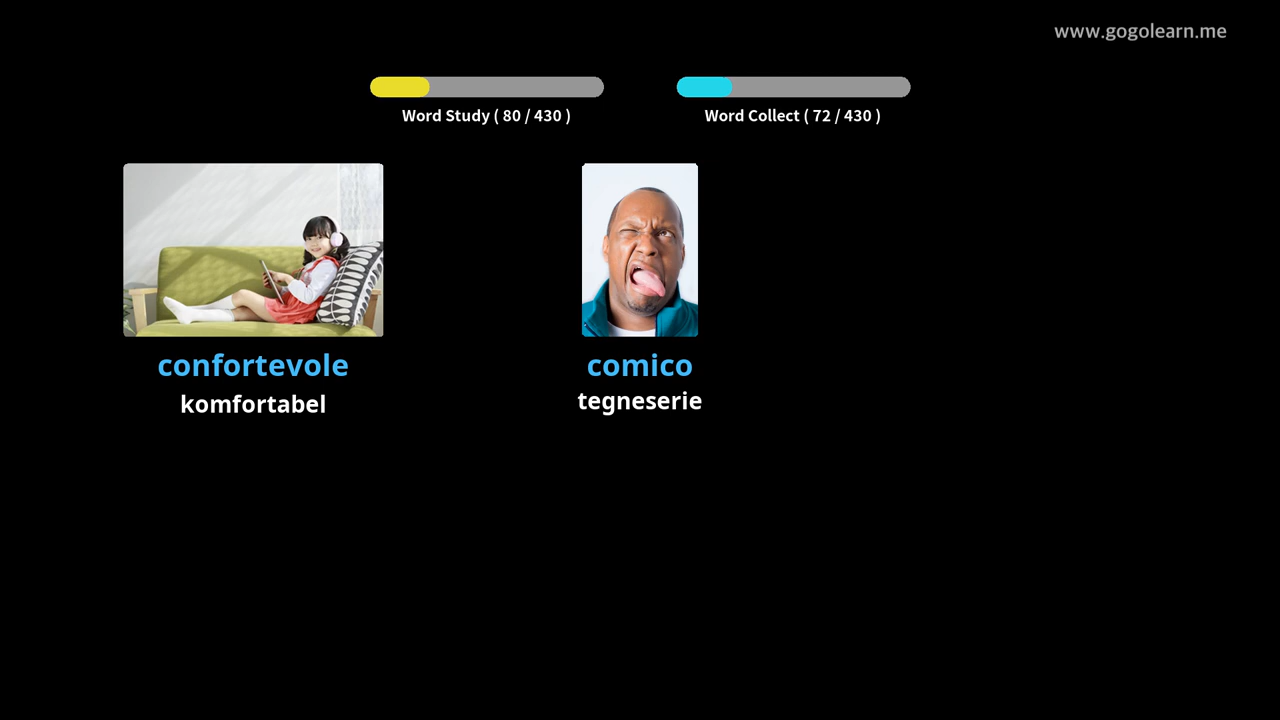 www.gogolearn.me
Word Study ( 80 / 430 )
Word Collect ( 72 / 430 )
confortevole
komfortabel
comico
tegneserie